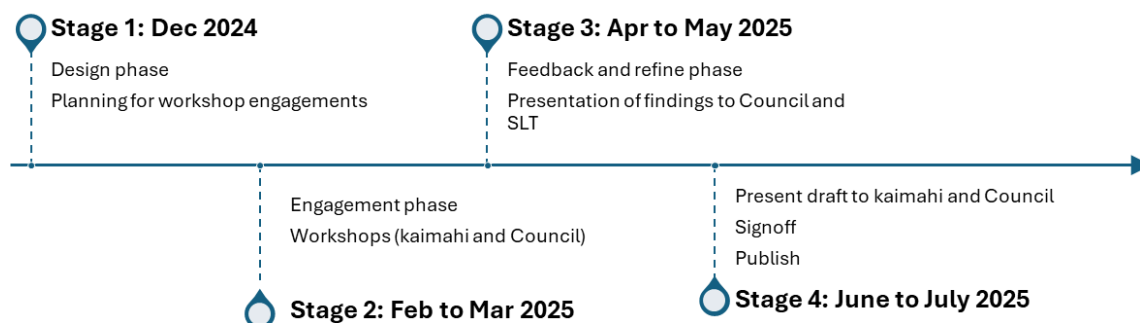 Stage 1: Dec 2024
Design phase
Planning for workshop engagements
Stage 3: Apr to May 2025
Feedback and refine phase
Presentation of findings to Council and
SLT
Engagement phase
Workshops (kaimahi and Council)
Stage 2: Feb to Mar 2025
Present draft to kaimahi and Council
Signoff
Publish
Stage 4: June to July 2025